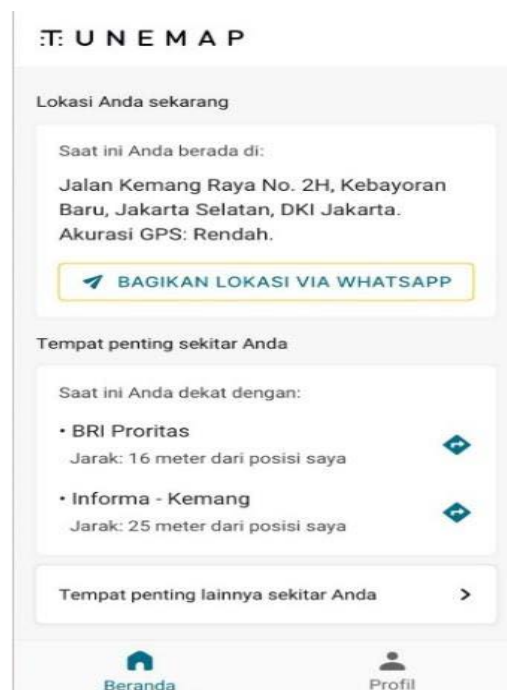 TUNEMAP
Lokasi Anda sekarang
Saat ini Anda berada di:
Jalan Kemang Raya No. 2H, Kebayoran
Baru, Jakarta Selatan, DKI Jakarta.
Akurasi GPS: Rendah.
BAGIKAN LOKASI VIA WHATSAPP
Tempat penting sekitar Anda
Saat ini Anda dekat dengan:
• BRI Proritas
Jarak: 16 meter dari posisi saya
• Informa - Kemang
Jarak: 25 meter dari posisi saya
Tempat penting lainnya sekitar Anda
Beranda
Profil